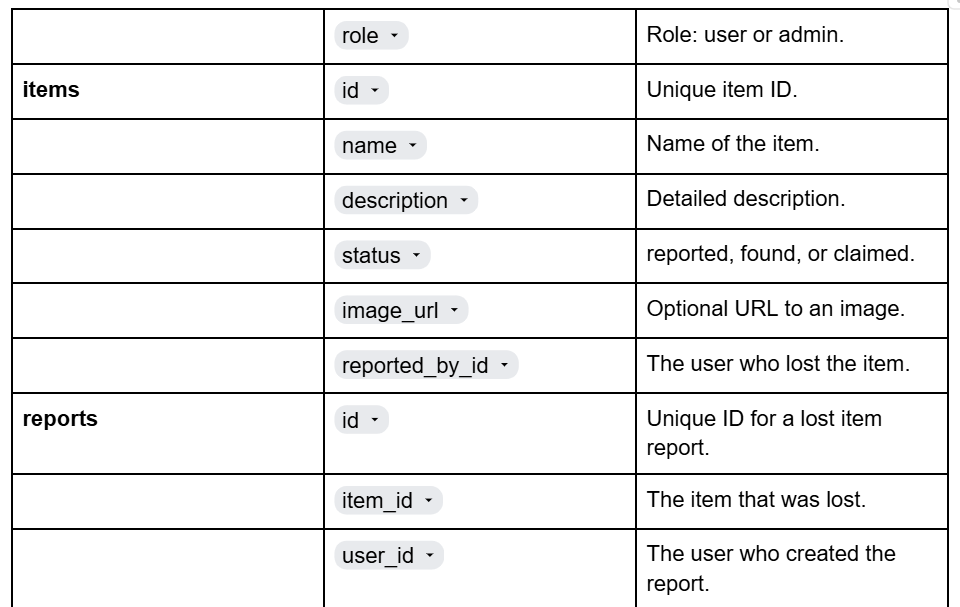 role
Role: user or admin.
items
id
Unique item ID.
name
Name of the item.
description
Detailed description.
status
reported, found, or claimed.
image_url
Optional URL to an image.
reported_by_id
The user who lost the item.
reports
id
Unique ID for a lost item
report.
item_id
The item that was lost.
user_id
The user who created the
report.